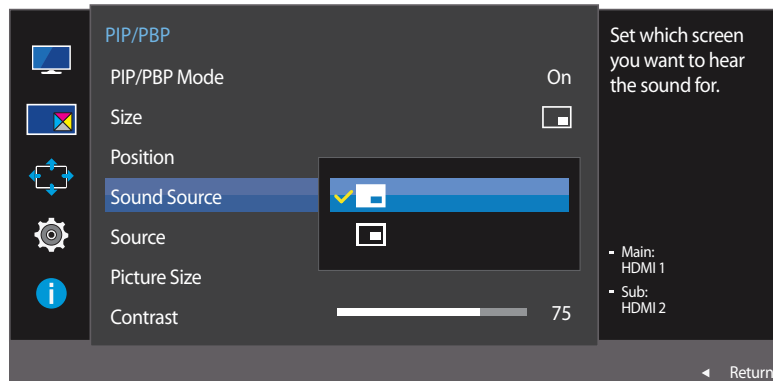 PIP/PBP
PIP/PBP Mode On
Size
Position
Sound Source
Source
Picture Size
Contrast 75
Set which screen
you want to hear
the sound for.
- Main:
HDMI 1
- Sub:
HDMI 2
i
◄ Return